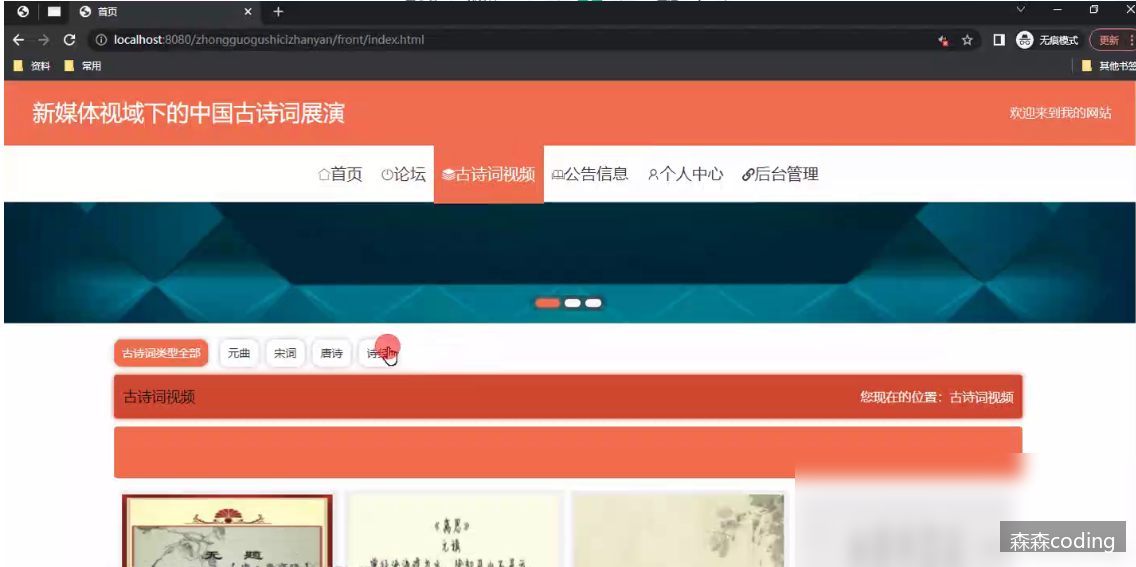 首页
localhost:8080/zhongguogushicizhanyan/front/index.html
无痕模式
更新
资料
常用
其他书签
新媒体视域下的中国古诗词展演
欢迎来到我的网站
首页 论坛 古诗词视频 公告信息 个人中心 后台管理
古诗词类型全部 元曲 宋词 唐诗
古诗词视频
您现在的位置：古诗词视频
无 题
《离思》
元稹
森森coding